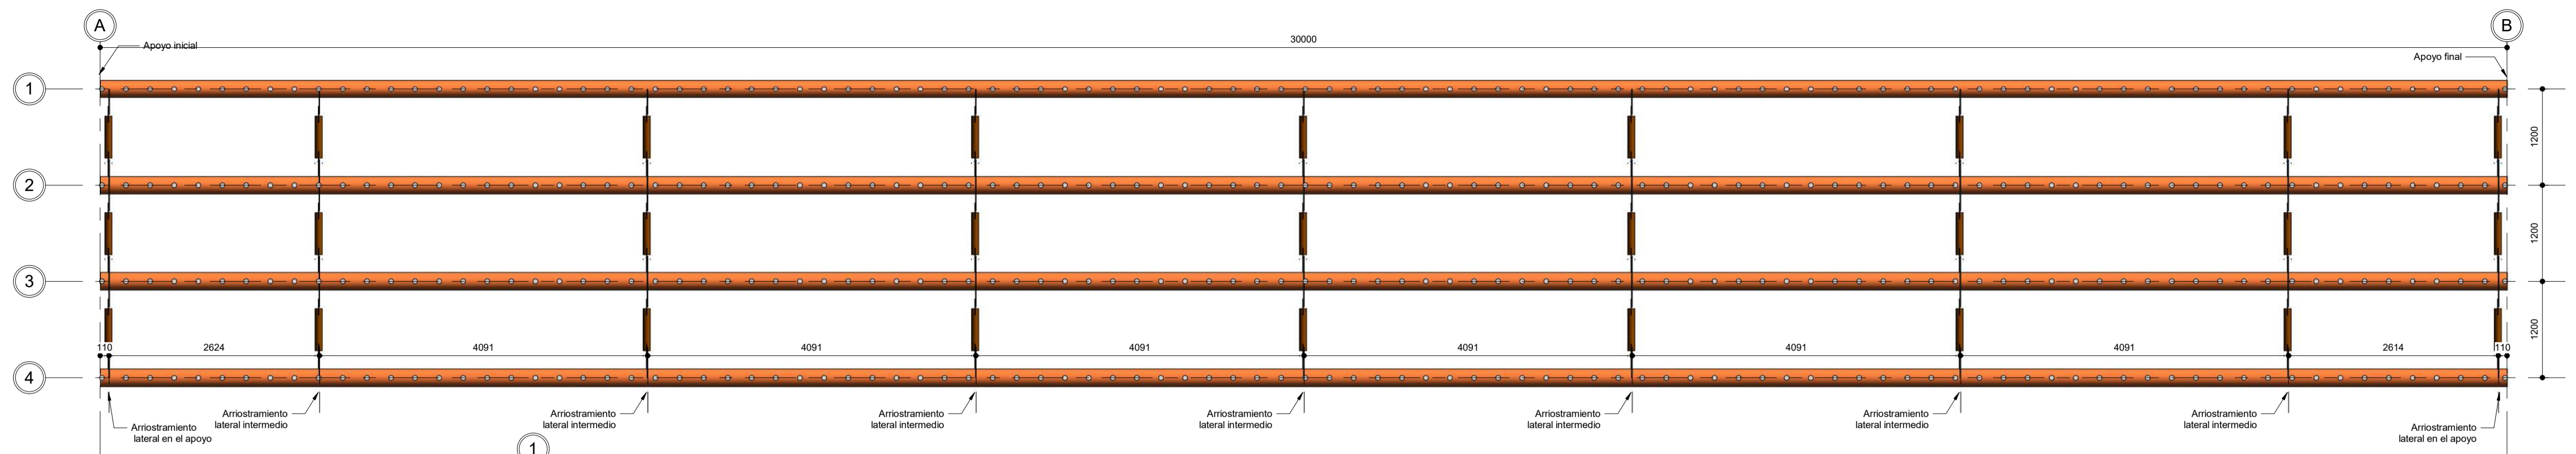 A
B
Apoyo inicial
30000
Apoyo final
1
1200
2
1200
3
1200
110
2624
4091
4091
4091
4091
4091
4091
2614
110
4
Arriostramiento
lateral en el apoyo
Arriostramiento
lateral intermedio
Arriostramiento
lateral intermedio
Arriostramiento
lateral intermedio
Arriostramiento
lateral intermedio
Arriostramiento
lateral intermedio
Arriostramiento
lateral intermedio
Arriostramiento
lateral intermedio
Arriostramiento
lateral en el apoyo
1